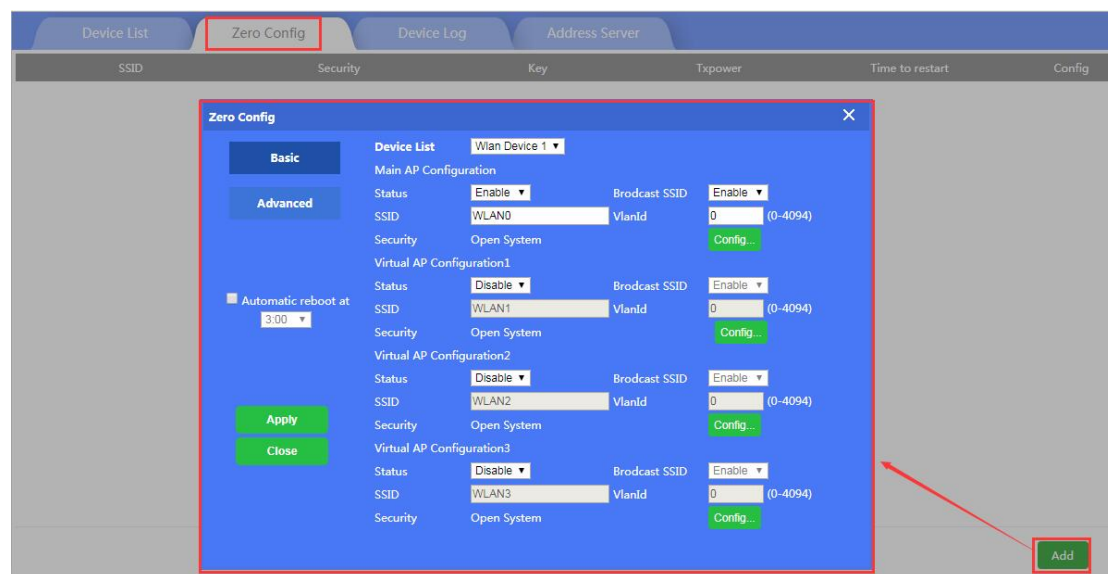 Device List Zero Config Device Log Address Server
SSID Security Key Txpower Time to restart Config
Zero Config ×
Basic
Advanced
Automatic reboot at
3:00
Apply
Close
Device List Wlan Device 1
Main AP Configuration
Status Enable Brodcast SSID Enable
SSID WLAN0 VlanId 0 (0-4094)
Security Open System Config...
Virtual AP Configuration1
Status Disable Brodcast SSID Enable
SSID WLAN1 VlanId 0 (0-4094)
Security Open System Config...
Virtual AP Configuration2
Status Disable Brodcast SSID Enable
SSID WLAN2 VlanId 0 (0-4094)
Security Open System Config...
Virtual AP Configuration3
Status Disable Brodcast SSID Enable
SSID WLAN3 VlanId 0 (0-4094)
Security Open System Config...
Add